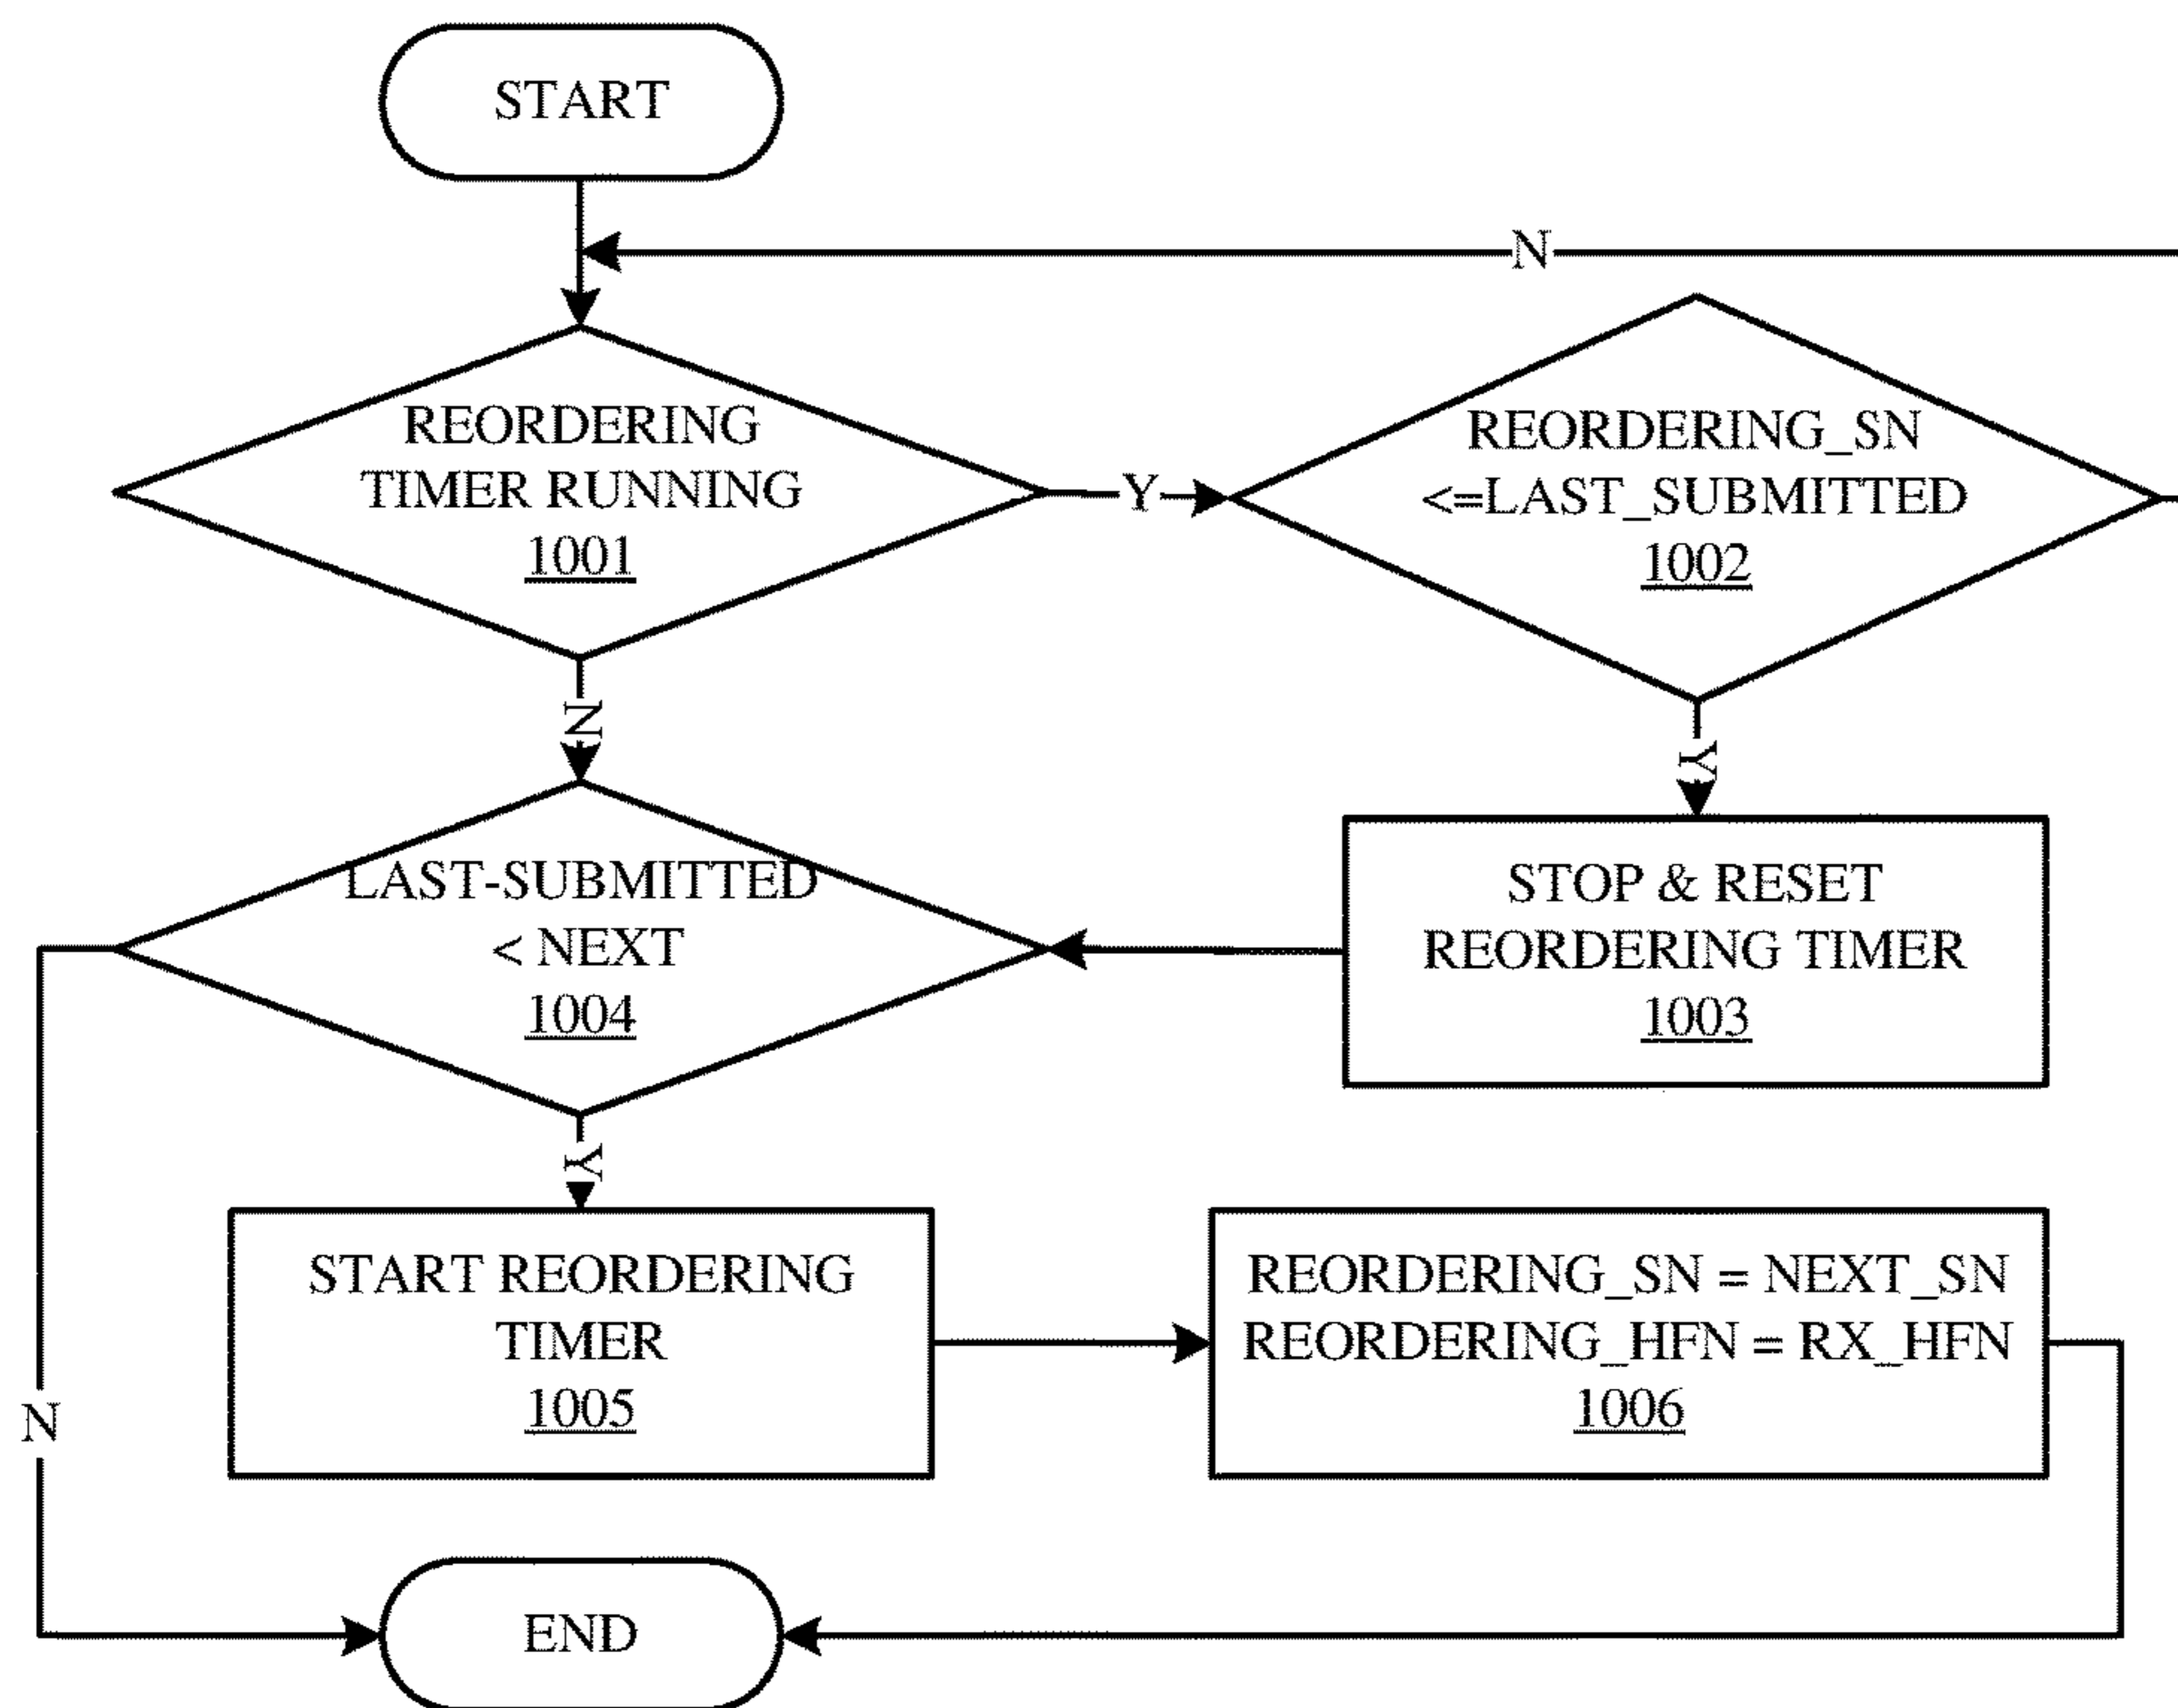 START
N
REORDERING
TIMER RUNNING
1001
Y
REORDERING_SN
<=LAST_SUBMITTED
1002
N
Y
LAST-SUBMITTED
< NEXT
1004
STOP & RESET
REORDERING TIMER
1003
Y
START REORDERING
TIMER
1005
REORDERING_SN = NEXT_SN
REORDERING_HFN = RX_HFN
1006
N
END